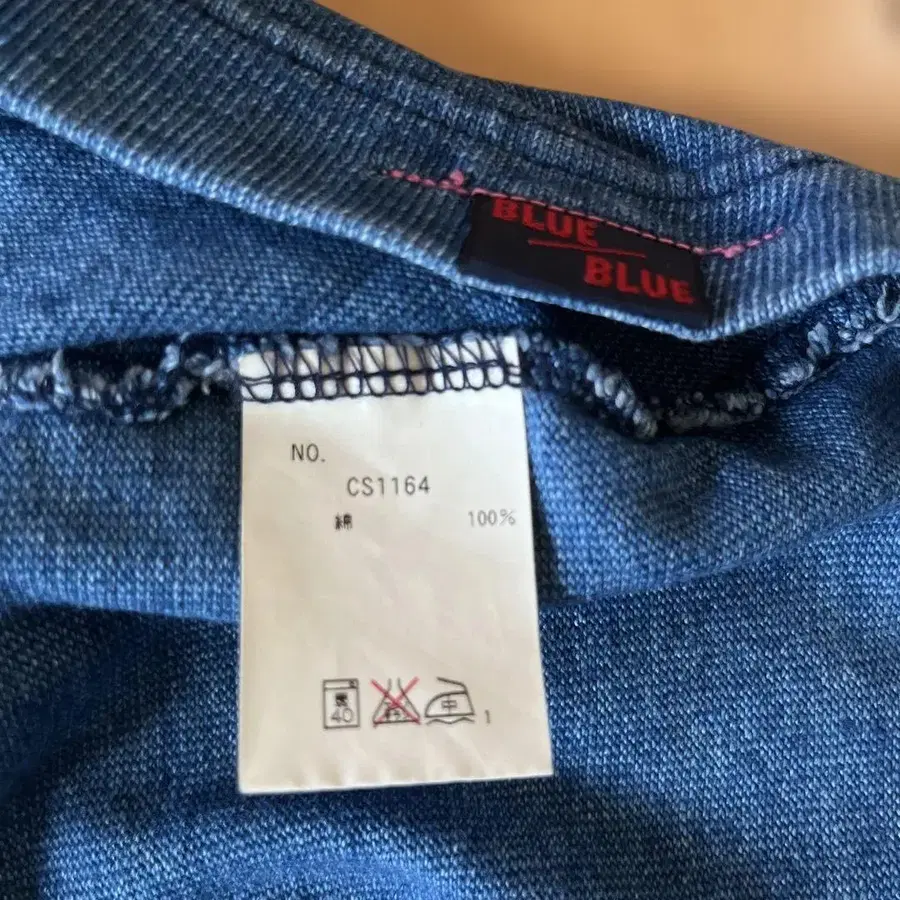 BLUE
BLUE
NO.
CS1164
綿 100%
40 中 1